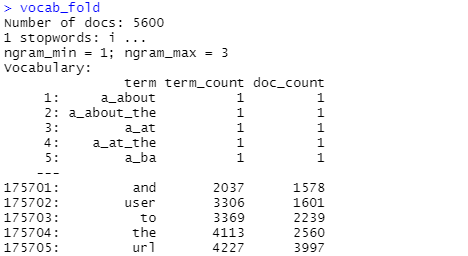 > vocab_fold
Number of docs: 5600
1 stopwords: i ...
ngram_min = 1; ngram_max = 3
Vocabulary:
term term_count doc_count
1: a_about 1 1
2: a_about_the 1 1
3: a_at 1 1
4: a_at_the 1 1
5: a_ba 1 1
---
175701: and 2037 1578
175702: user 3306 1601
175703: to 3369 2239
175704: the 4113 2560
175705: url 4227 3997